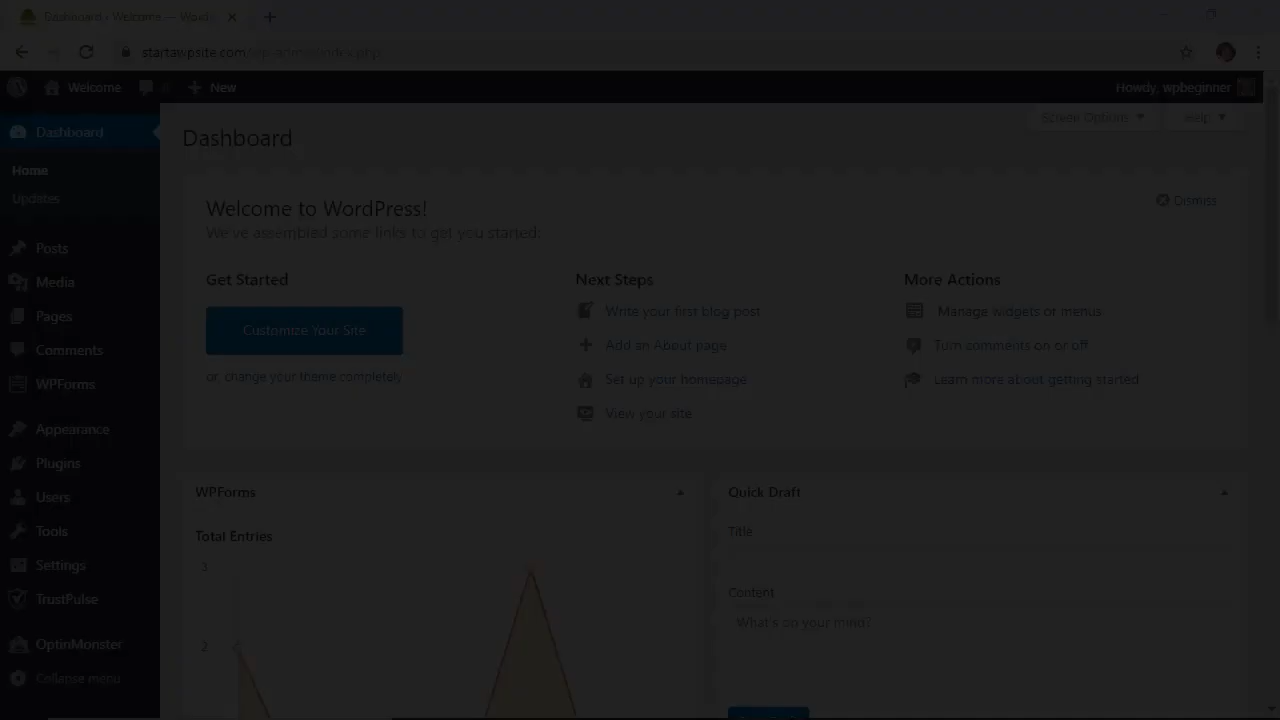 Dashboard ‹ Welcome — Word
startawpsite.com/wp-admin/index.php
Welcome
New
Howdy, wpbeginner
Dashboard
Home
Updates
Posts
Media
Pages
Comments
WPForms
Appearance
Plugins
Users
Tools
Settings
TrustPulse
OptinMonster
Collapse menu
Dashboard
Screen Options
Help
Welcome to WordPress!
We've assembled some links to get you started:
Dismiss
Get Started
Customize Your Site
or, change your theme completely
Next Steps
Write your first blog post
Add an About page
Set up your homepage
View your site
More Actions
Manage widgets or menus
Turn comments on or off
Learn more about getting started
WPForms
Total Entries
3
2
Quick Draft
Title
Content
What's on your mind?